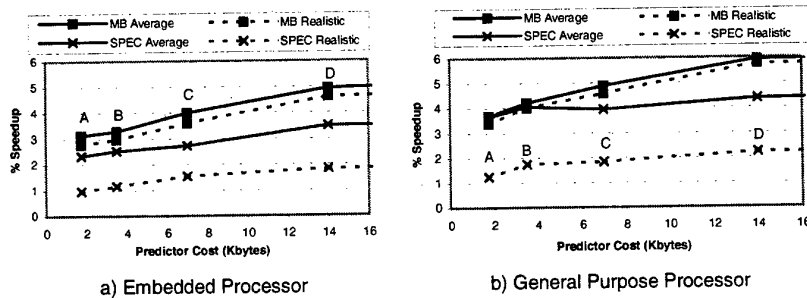 MB Average
MB Realistic
SPEC Average
SPEC Realistic
% Speedup
6
5
4
3
2
1
0
A
B
C
D
2
4
6
8
10
12
14
16
Predictor Cost (Kbytes)
a) Embedded Processor
MB Average
MB Realistic
SPEC Average
SPEC Realistic
% Speedup
6
5
4
3
2
1
0
A
B
C
D
2
4
6
8
10
12
14
16
Predictor Cost (Kbytes)
b) General Purpose Processor